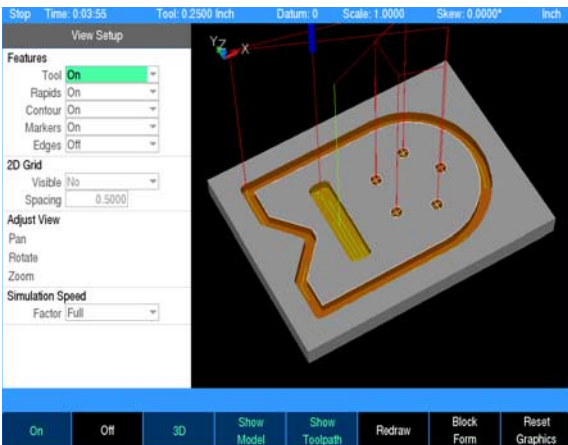 Stop Time: 0:03:55 Tool: 0.2500 Inch Datum: 0 Scale: 1.0000 Skew: 0.0000° Inch
View Setup
Features
Tool On
Rapids On
Contour On
Markers On
Edges Off
2D Grid
Visible No
Spacing 0.5000
Adjust View
Pan
Rotate
Zoom
Simulation Speed
Factor Full
Y Z X
On Off 3D Show Model Show Toolpath Redraw Block Form Reset Graphics